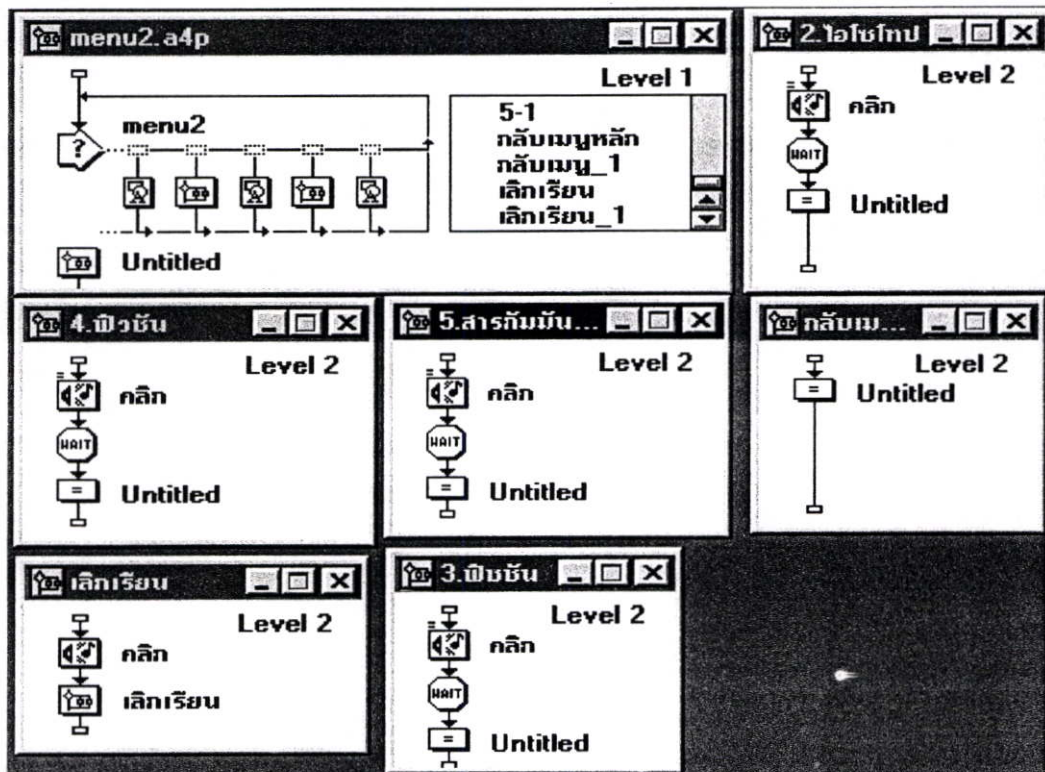 menu2.a4p
Level 1
menu2
?
5-1
กลับเมนูหลัก
กลับเมนู_1
เลิกเรียน
เลิกเรียน_1
Untitled
2.ไอโซโทป
Level 2
คลิก
WAIT
=
Untitled
4.ฟิวชัน
Level 2
คลิก
WAIT
=
Untitled
5.สารกัมมัน...
Level 2
คลิก
WAIT
=
Untitled
กลับเม...
Level 2
=
Untitled
เลิกเรียน
Level 2
คลิก
เลิกเรียน
3.ฟิชชัน
Level 2
คลิก
WAIT
=
Untitled